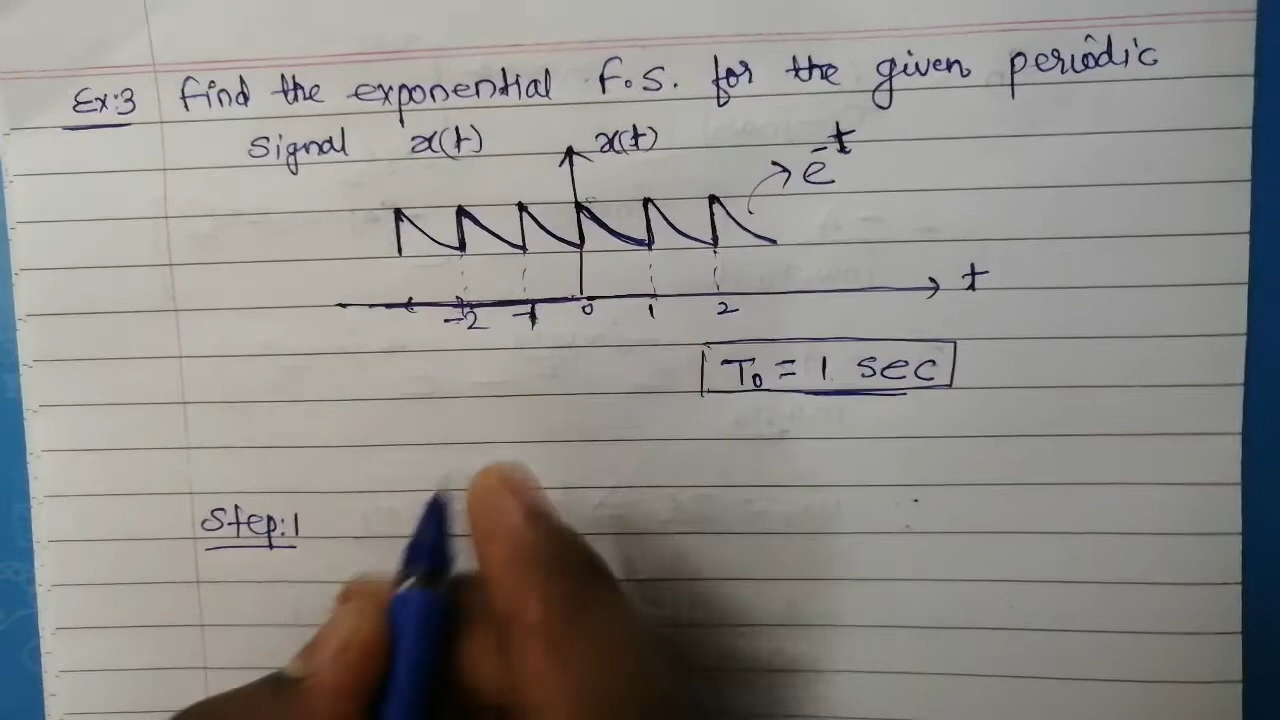 Ex:3 Find the exponential F.S. for the given periodic
signal x(t) x(t)
e^-t
t
-2 -1 0 1 2
T₀ = 1 sec
Step:1